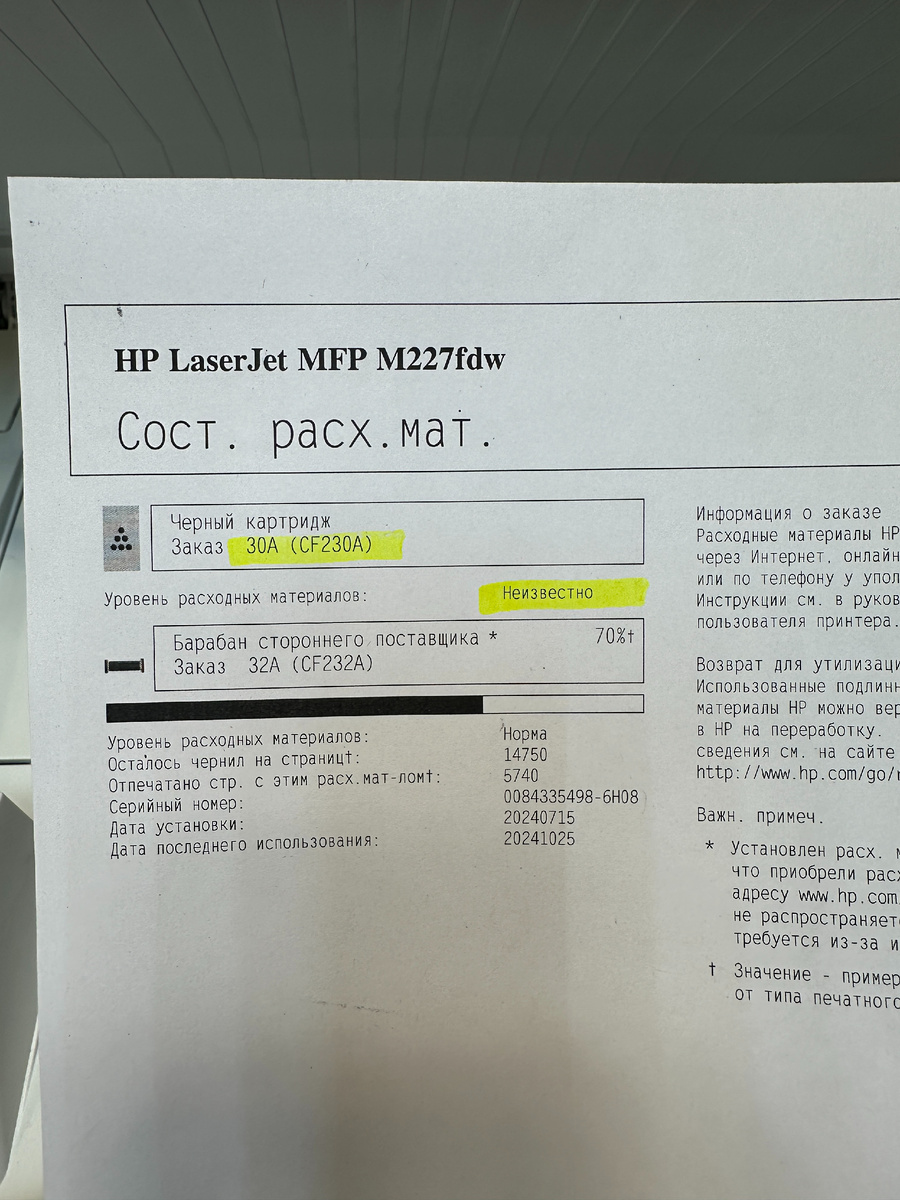 HP LaserJet MFP M227fdw
Сост. расх.мат.
Черный картридж
Заказ 30A (CF230A)
Уровень расходных материалов: Неизвестно
Барабан стороннего поставщика * 70%†
Заказ 32A (CF232A)
Уровень расходных материалов: Норма
Осталось чернил на страниц†: 14750
Отпечатано стр. с этим расх.мат-лом†: 5740
Серийный номер: 0084335498-6H08
Дата установки: 20240715
Дата последнего использования: 20241025
Информация о заказе
Расходные материалы HP
через Интернет, онлайн
или по телефону у упол
Инструкции см. в руков
пользователя принтера.
Возврат для утилизаци
Использованные подлинн
материалы HP можно вер
в HP на переработку.
сведения см. на сайте
http://www.hp.com/go/r
Важн. примеч.
* Установлен расх. м
что приобрели расх
адресу www.hp.com
не распространяетс
требуется из-за и
† Значение - пример
от типа печатного